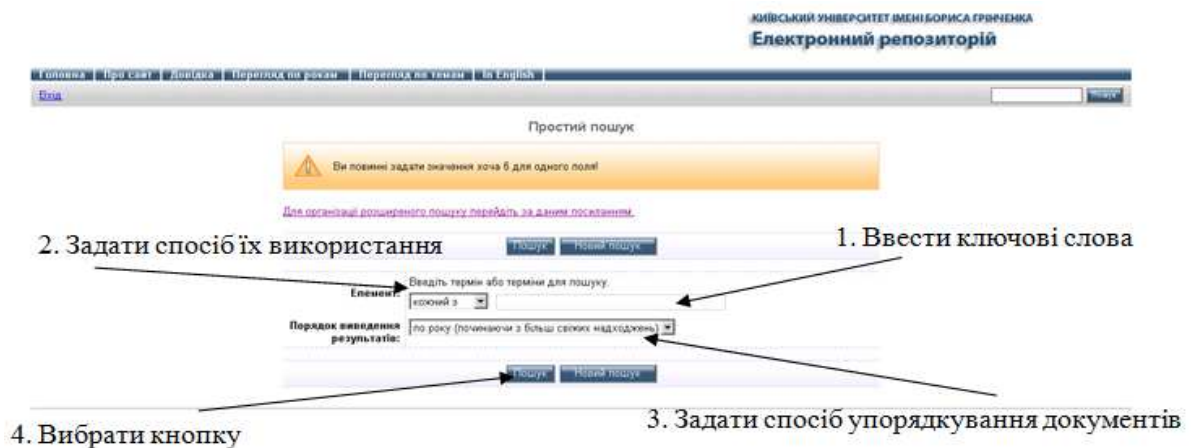 КИЇВСЬКИЙ УНІВЕРСИТЕТ ІМЕНІ БОРИСА ГРІНЧЕНКА
Електронний репозиторій
Головна | Про сайт | Довідка | Перегляд по рокам | Перегляд по темам | In English
Вхід Пошук
Простий пошук
Ви повинні задати значення хоча б для одного поля!
Для організації розширеного пошуку перейдіть за даним посиланням.
2. Задати спосіб їх використання
Пошук Новий пошук
1. Ввести ключові слова
Введіть термін або терміни для пошуку.
Елемент: кожний з
Порядок виведення результатів: по року (починаючи з більш свіжих надходжень)
Пошук Новий пошук
3. Задати спосіб упорядкування документів
4. Вибрати кнопку